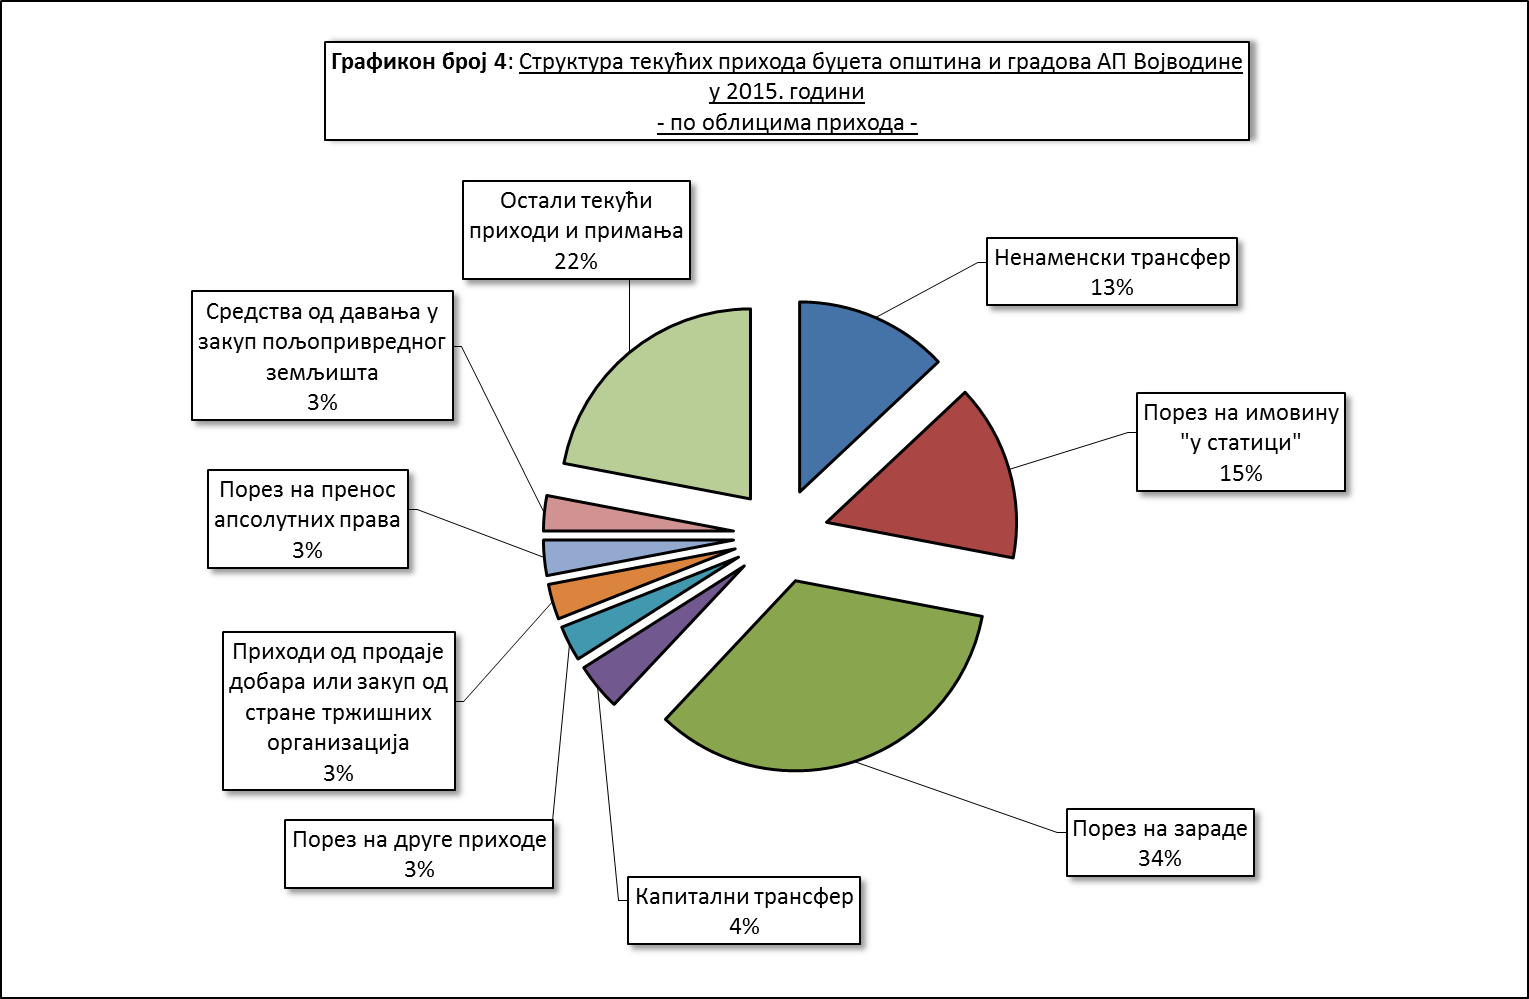 Графикон број 4: Структура текућих прихода буџета општина и градова АП Војводине
у 2015. години
- по облицима прихода -
Остали текући
приходи и примања
22%
Ненаменски трансфер
13%
Средства од давања у
закуп пољопривредног
земљишта
3%
Порез на имовину
"у статици"
15%
Порез на пренос
апсолутних права
3%
Приходи од продаје
добара или закуп од
стране тржишних
организација
3%
Порез на зараде
34%
Порез на друге приходе
3%
Капитални трансфер
4%